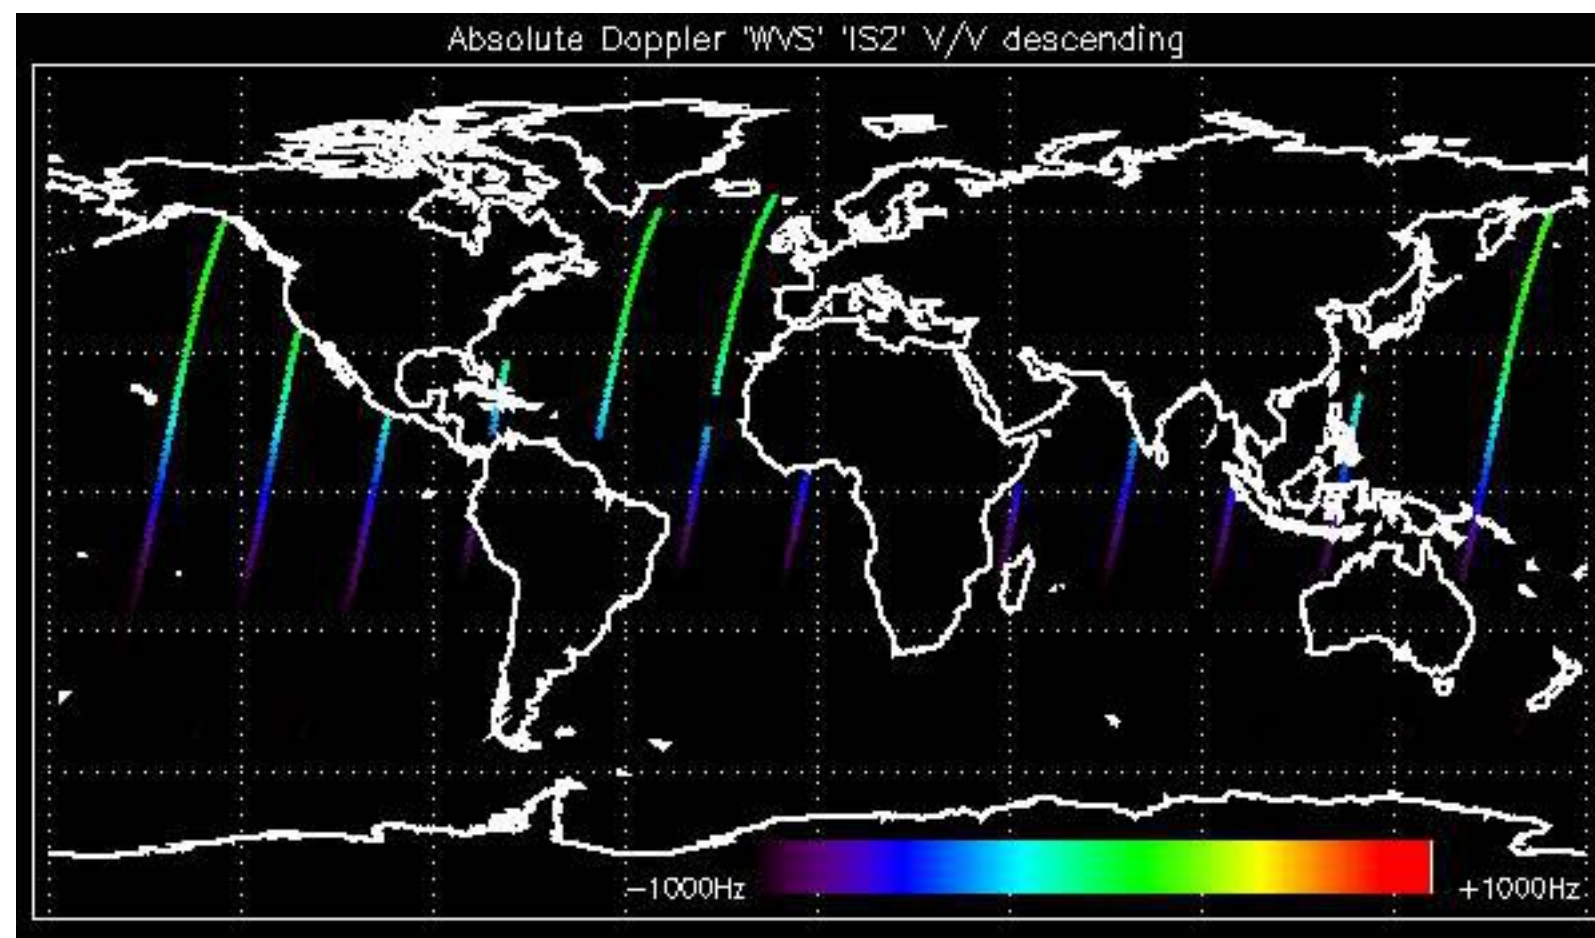 Absolute Doppler 'WVS' 'IS2' V/V descending
−1000Hz
+1000Hz